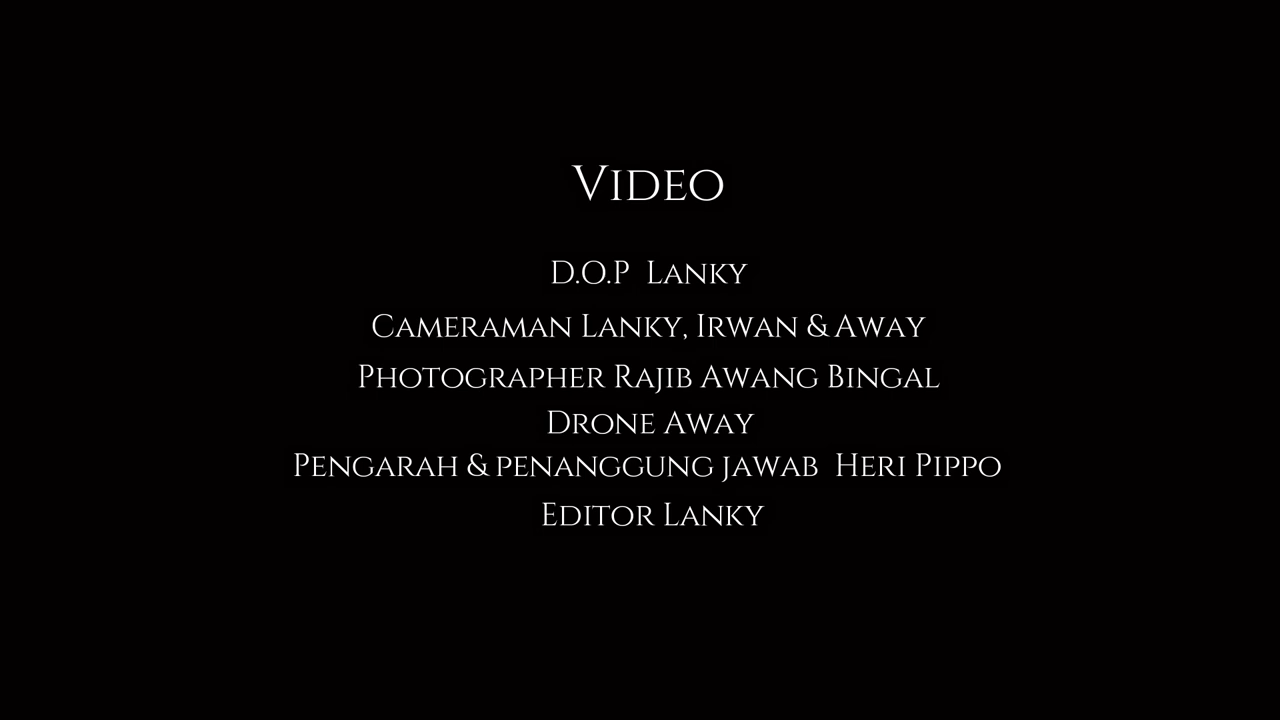 Video
D.O.P Lanky
Cameraman Lanky, Irwan & Away
Photographer Rajib Awang Bingal
Drone Away
Pengarah & penanggung jawab Heri Pippo
Editor Lanky